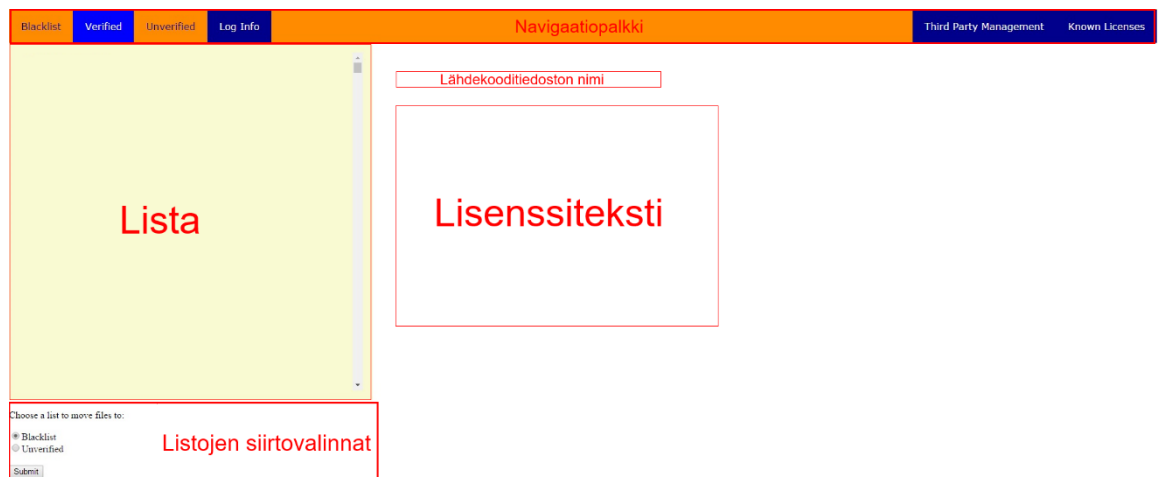 Blacklist Verified Unverified Log Info Navigaatiopalkki Third Party Management Known Licenses
Lähdekooditiedoston nimi
Lista
Lisenssiteksti
Choose a list to move files to:
Blacklist
Unverified
Listojen siirtovalinnat
Submit